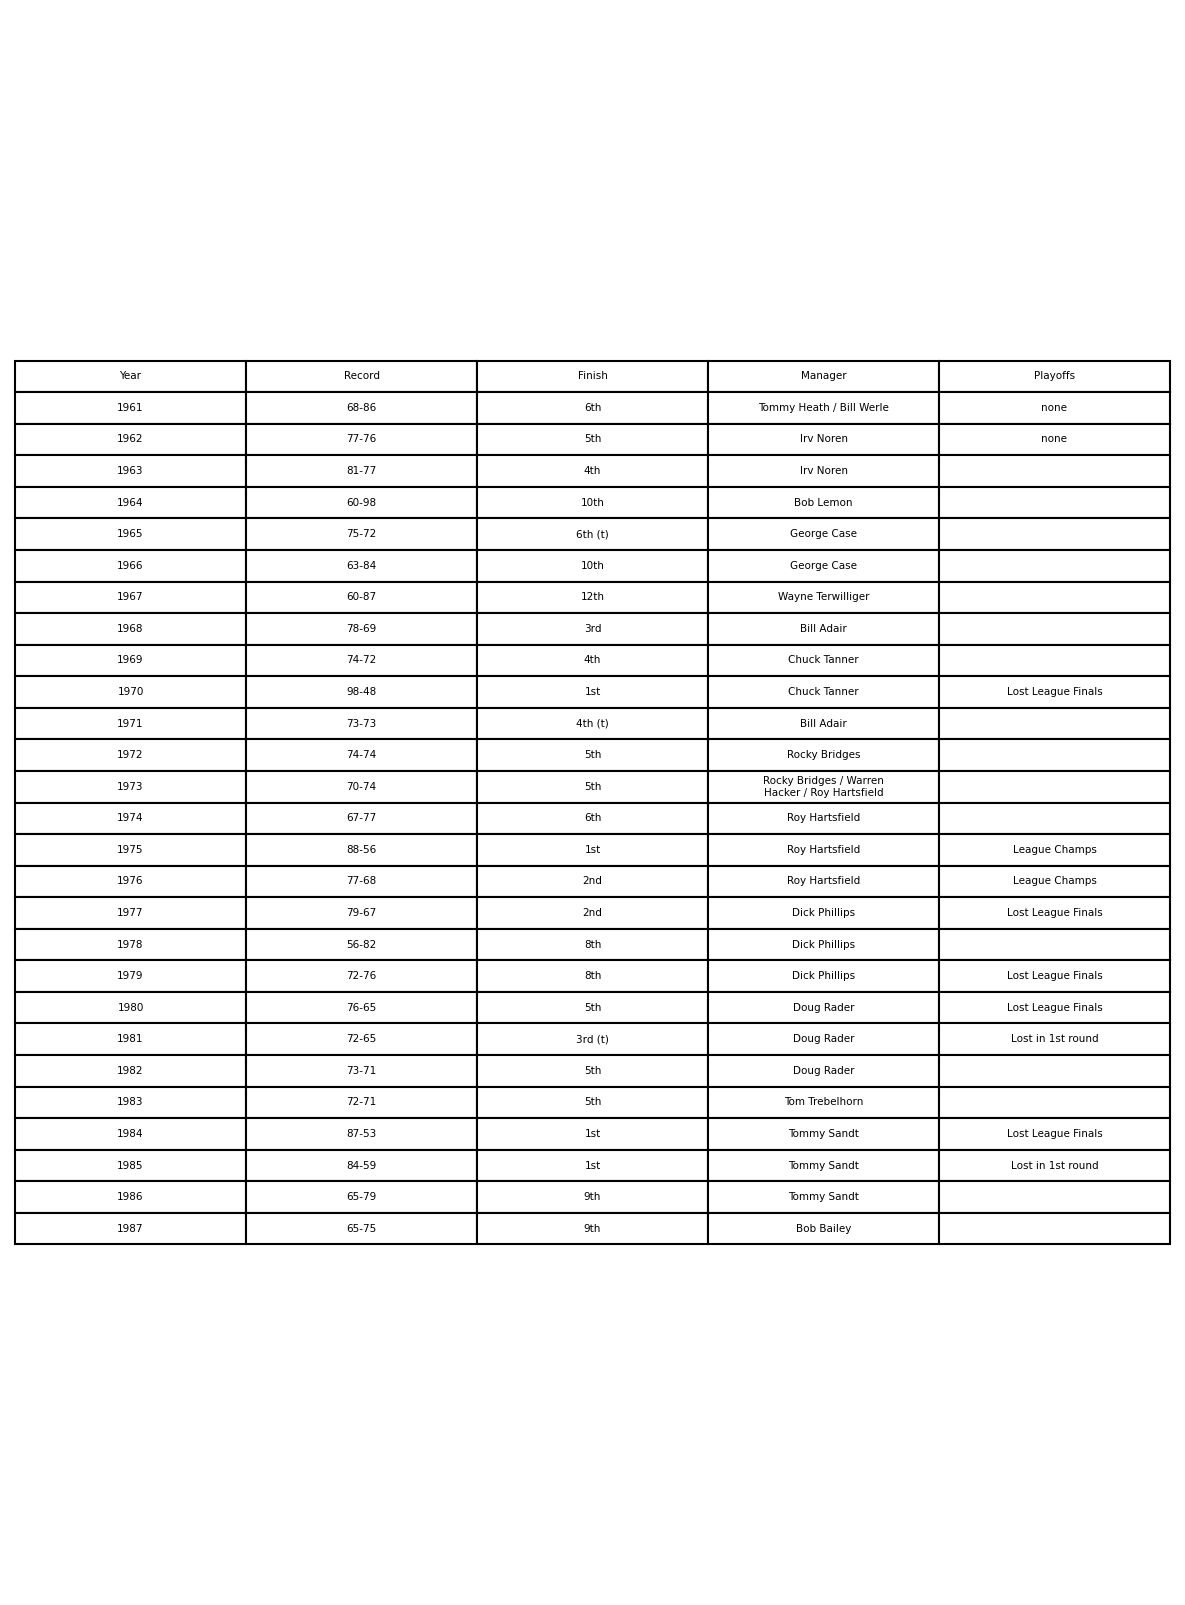 Year Record Finish Manager Playoffs
1961 68-86 6th Tommy Heath / Bill Werle none
1962 77-76 5th Irv Noren none
1963 81-77 4th Irv Noren
1964 60-98 10th Bob Lemon
1965 75-72 6th (t) George Case
1966 63-84 10th George Case
1967 60-87 12th Wayne Terwilliger
1968 78-69 3rd Bill Adair
1969 74-72 4th Chuck Tanner
1970 98-48 1st Chuck Tanner Lost League Finals
1971 73-73 4th (t) Bill Adair
1972 74-74 5th Rocky Bridges
1973 70-74 5th Rocky Bridges / Warren
Hacker / Roy Hartsfield
1974 67-77 6th Roy Hartsfield
1975 88-56 1st Roy Hartsfield League Champs
1976 77-68 2nd Roy Hartsfield League Champs
1977 79-67 2nd Dick Phillips Lost League Finals
1978 56-82 8th Dick Phillips
1979 72-76 8th Dick Phillips Lost League Finals
1980 76-65 5th Doug Rader Lost League Finals
1981 72-65 3rd (t) Doug Rader Lost in 1st round
1982 73-71 5th Doug Rader
1983 72-71 5th Tom Trebelhorn
1984 87-53 1st Tommy Sandt Lost League Finals
1985 84-59 1st Tommy Sandt Lost in 1st round
1986 65-79 9th Tommy Sandt
1987 65-75 9th Bob Bailey